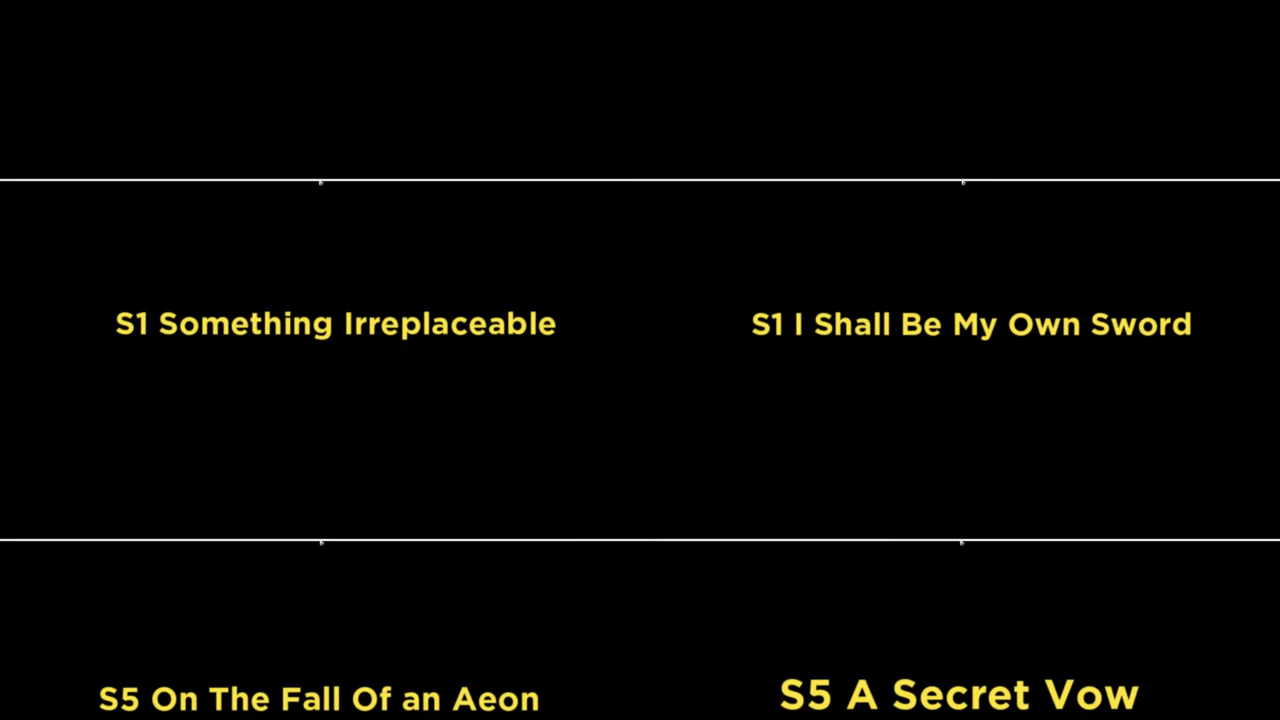 S1 Something Irreplaceable
S1 I Shall Be My Own Sword
S5 On The Fall Of an Aeon
S5 A Secret Vow